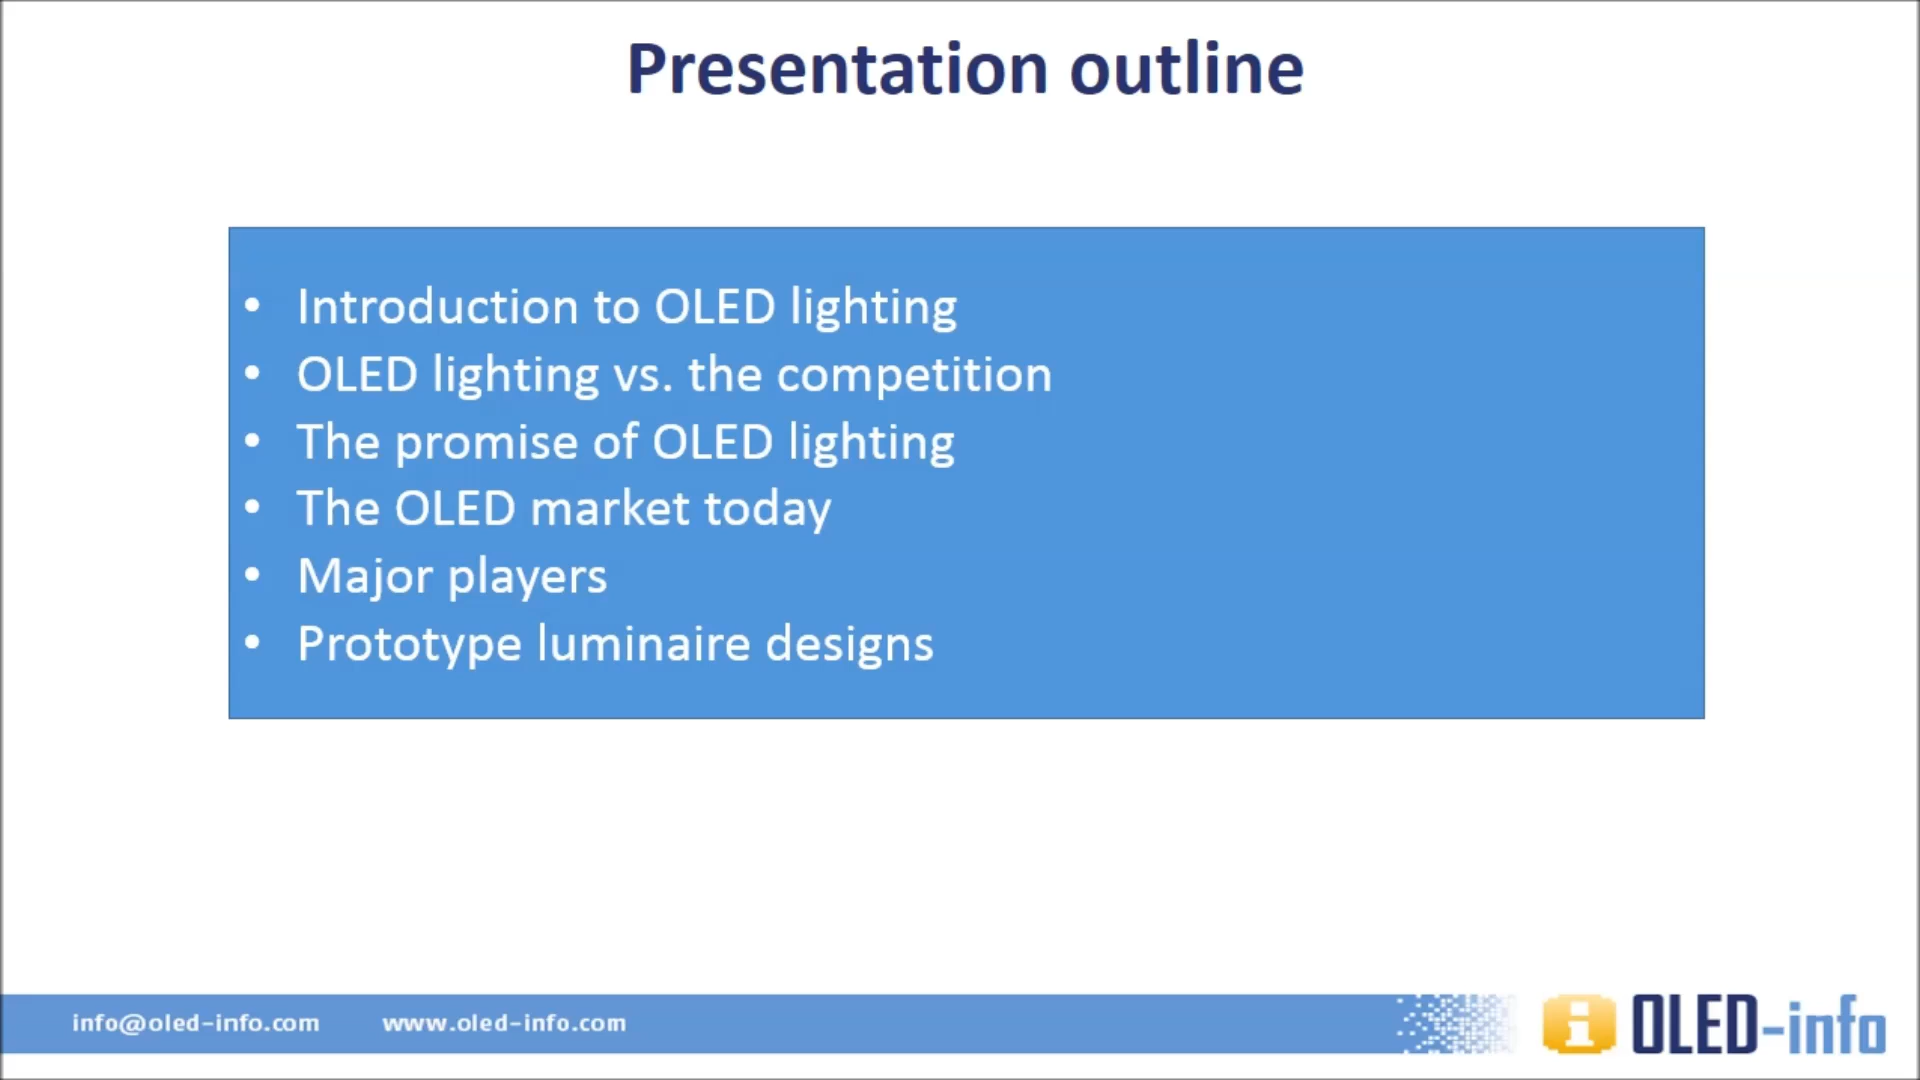 Presentation outline
• Introduction to OLED lighting
• OLED lighting vs. the competition
• The promise of OLED lighting
• The OLED market today
• Major players
• Prototype luminaire designs
info@oled-info.com www.oled-info.com
i OLED-info